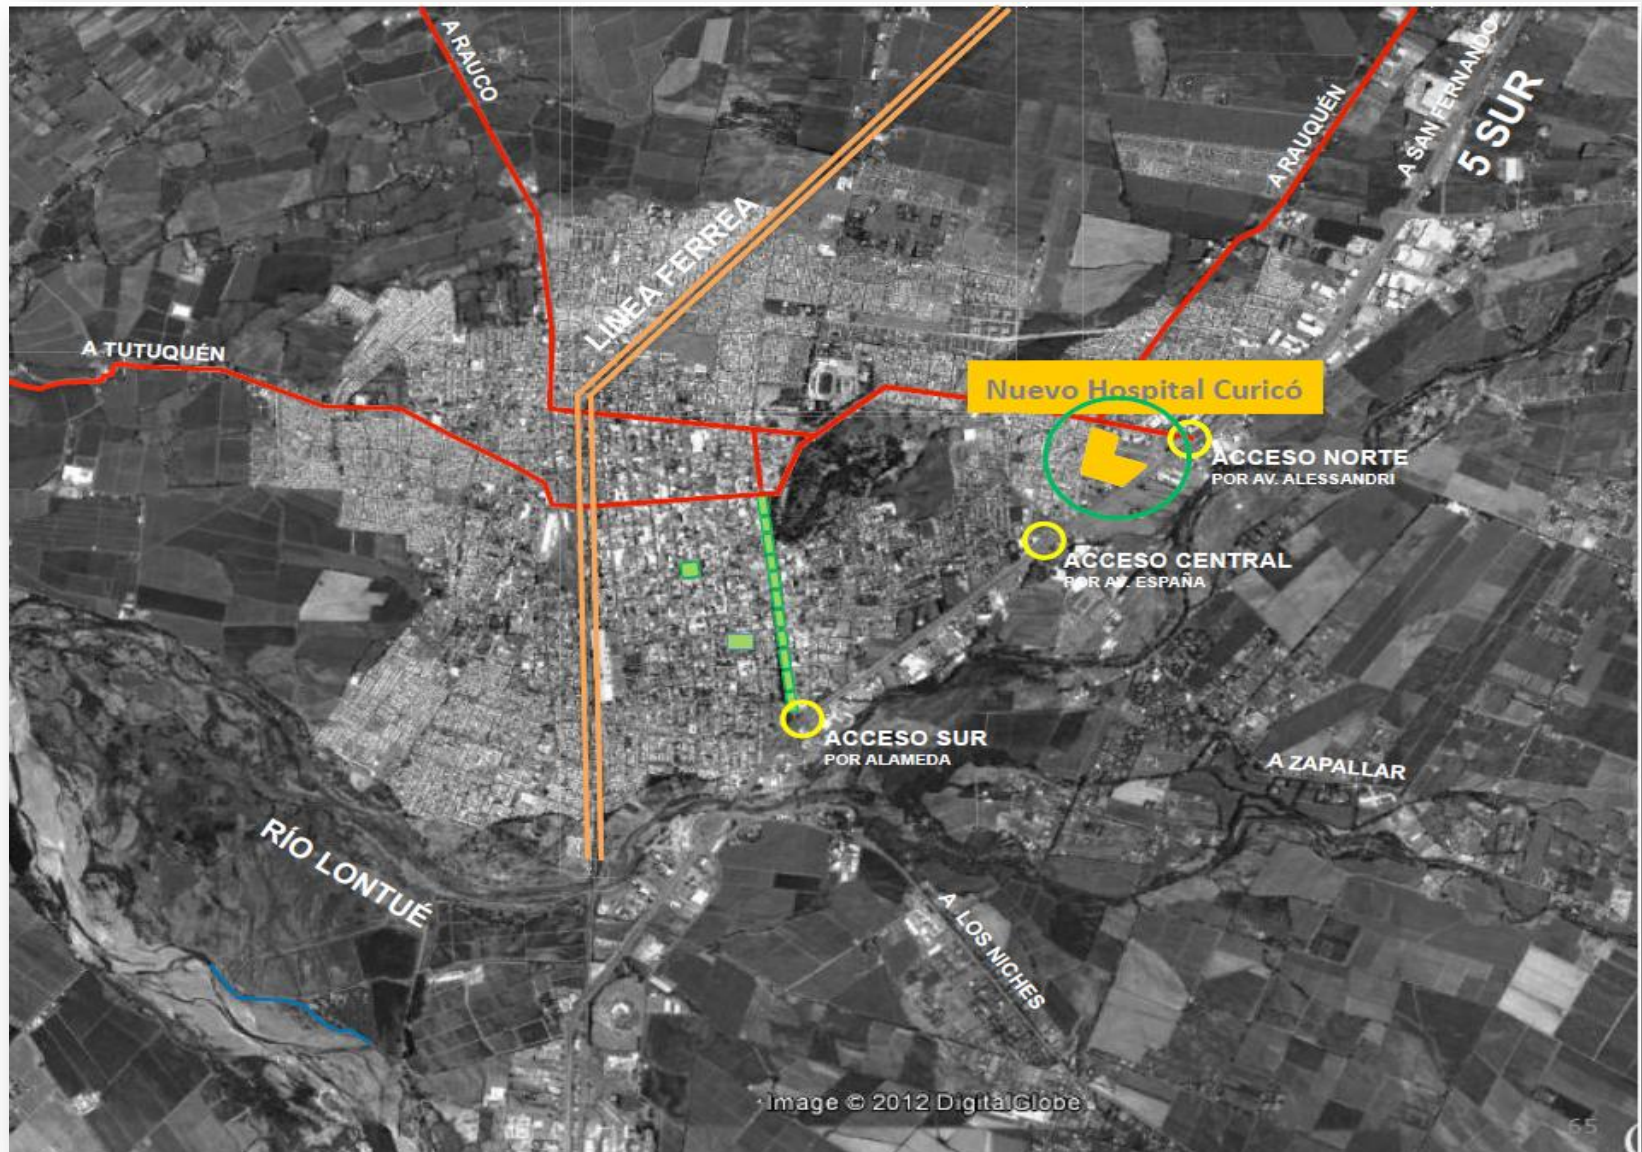 A RAUCO
A RAUQUÉN
A SAN FERNANDO
5 SUR
LINEA FERREA
A TUTUQUÉN
Nuevo Hospital Curicó
ACCESO NORTE
POR AV. ALESSANDRI
ACCESO CENTRAL
POR AV. ESPAÑA
ACCESO SUR
POR ALAMEDA
A ZAPALLAR
RÍO LONTUÉ
A LOS NICHES
Image © 2012 DigitalGlobe
65